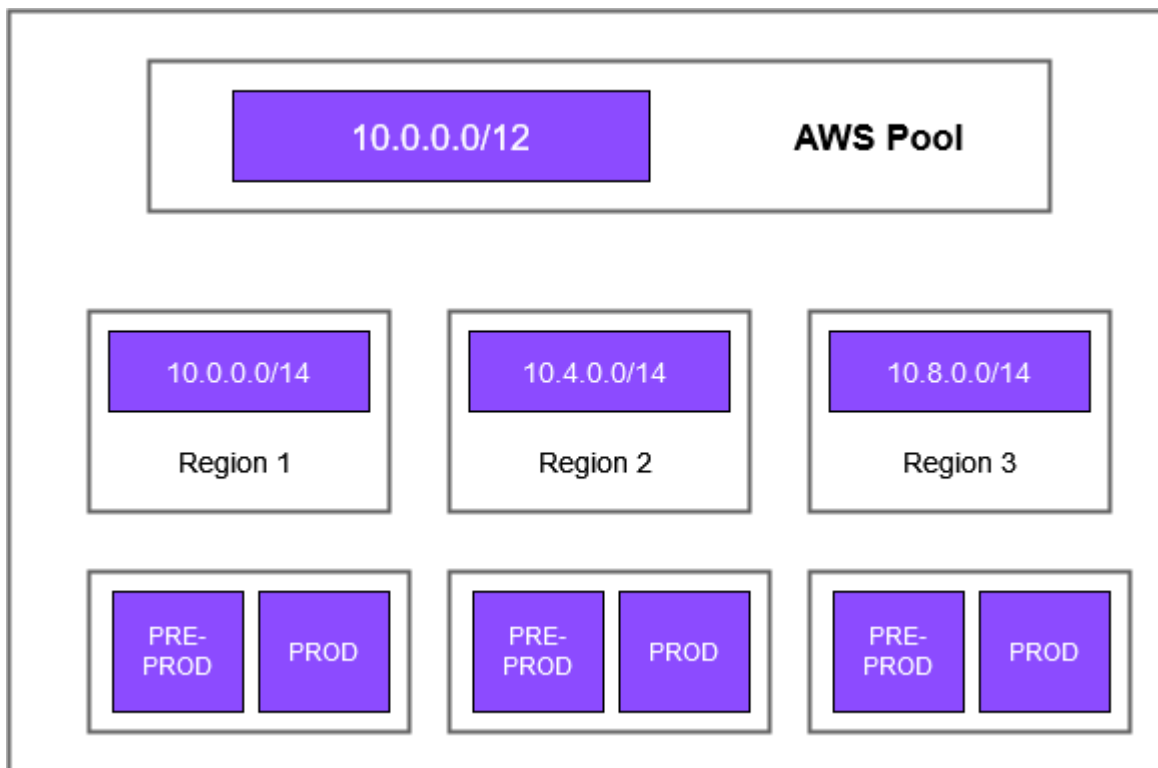 10.0.0.0/12
AWS Pool
10.0.0.0/14
Region 1
10.4.0.0/14
Region 2
10.8.0.0/14
Region 3
PRE-
PROD
PROD
PRE-
PROD
PROD
PRE-
PROD
PROD